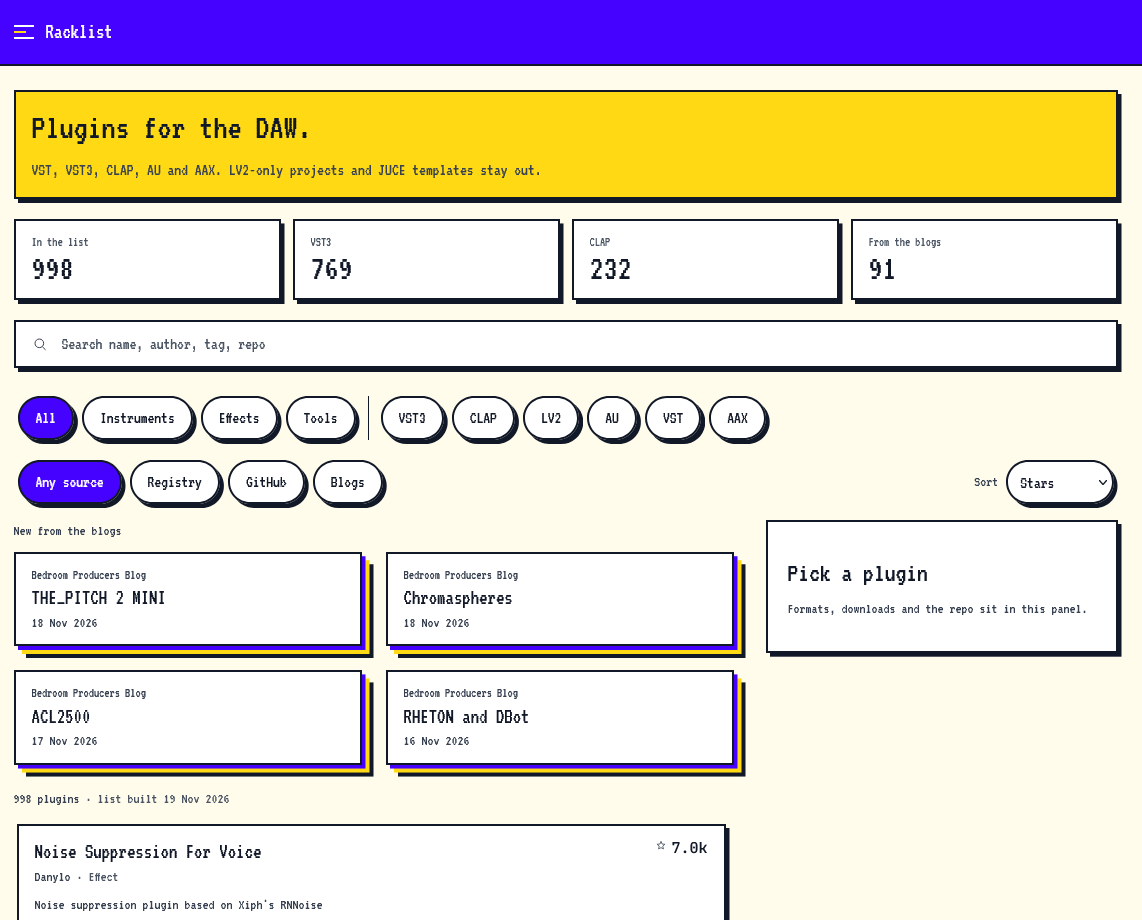 Racklist
Plugins for the DAW.
VST, VST3, CLAP, AU and AAX. LV2-only projects and JUCE templates stay out.
In the list
998
VST3
769
CLAP
232
From the blogs
91
Search name, author, tag, repo
All Instruments Effects Tools VST3 CLAP LV2 AU VST AAX
Any source Registry GitHub Blogs Sort Stars
New from the blogs
Bedroom Producers Blog
THE_PITCH 2 MINI
18 Nov 2026
Bedroom Producers Blog
Chromaspheres
18 Nov 2026
Bedroom Producers Blog
ACL2500
17 Nov 2026
Bedroom Producers Blog
RHETON and DBot
16 Nov 2026
Pick a plugin
Formats, downloads and the repo sit in this panel.
998 plugins · list built 19 Nov 2026
Noise Suppression For Voice
7.0k
Danylo · Effect
Noise suppression plugin based on Xiph's RNNoise